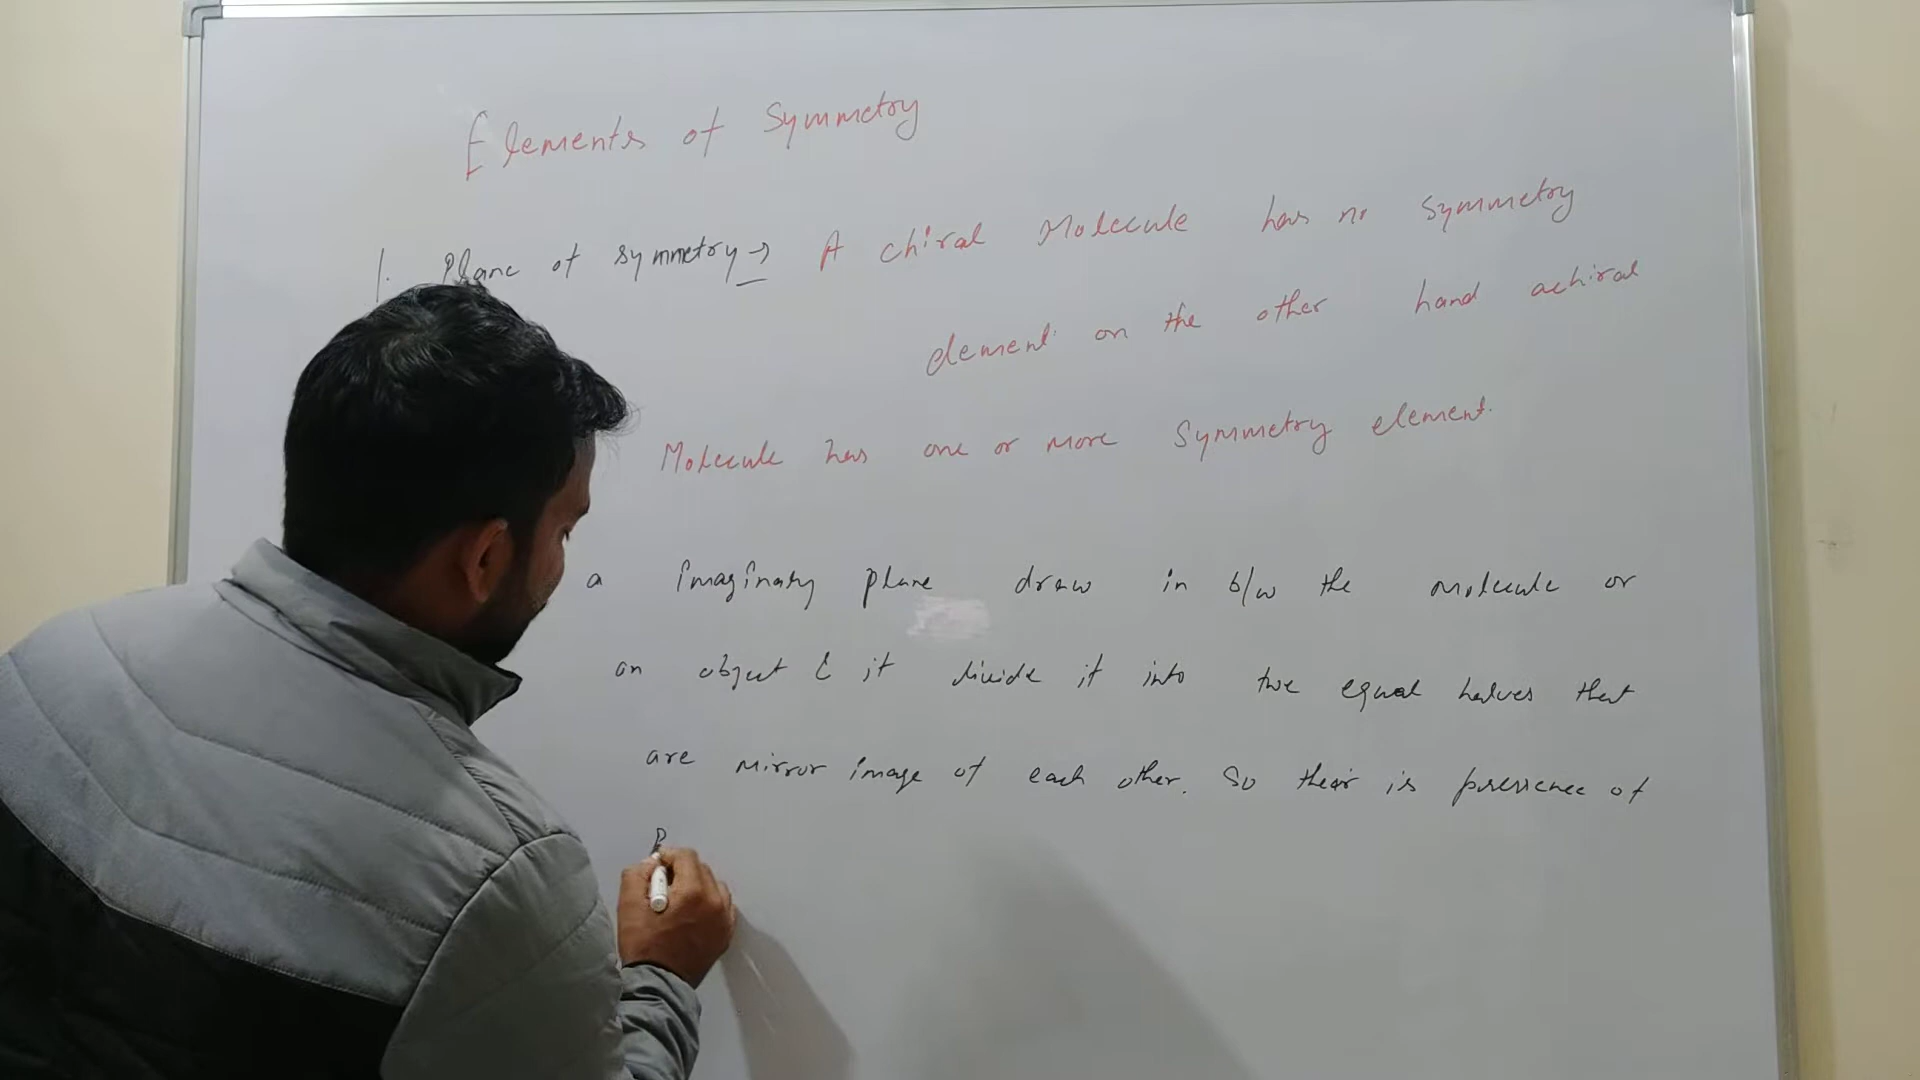 Elements of Symmetry
1. Plane of symmetry → A chiral Molecule has no symmetry
element on the other hand achiral
Molecule has one or more Symmetry element.
a imaginary plane draw in b/w the molecule or
an object & it divide it into two equal halves that
are mirror image of each other. So their is pressence of
P